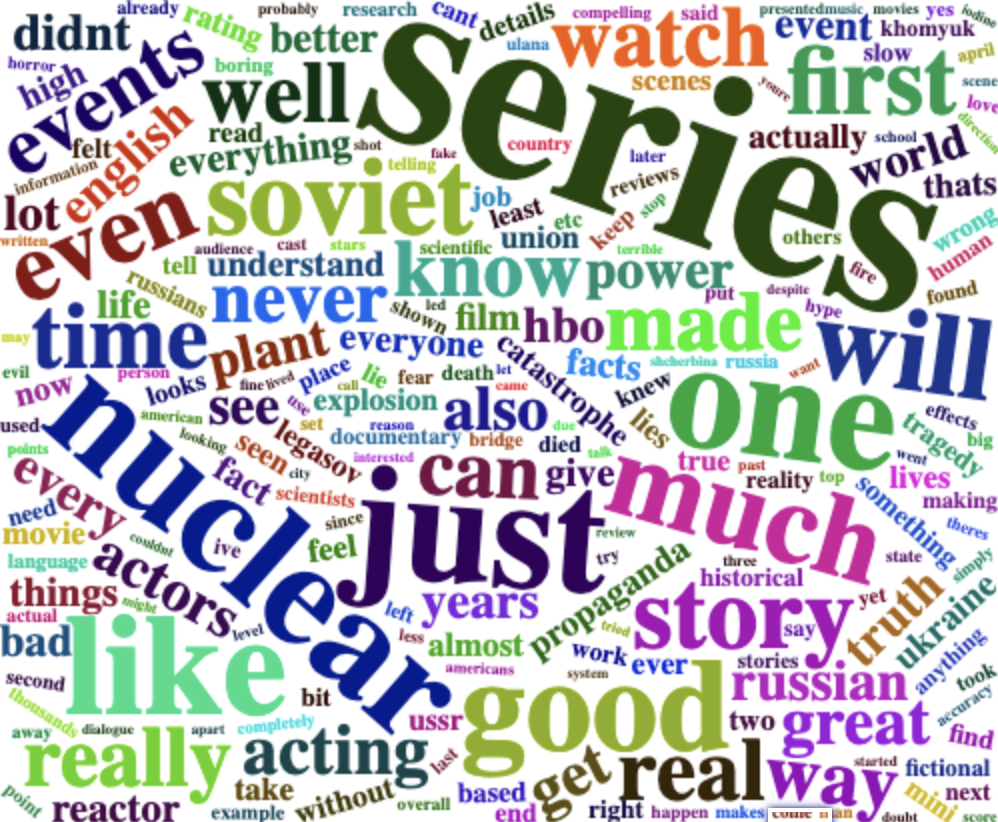 already
probably
research
cant
details
compelling
said
presentedmusic
movies
yes
iodine
didnt
rating
better
series
ulana
watch
event
khomyuk
horror
events
boring
well
scenes
youre
first
slow
april
high
scene
love
direction
felt
english
read
everything
shot
fake
country
later
actually
school
world
information
telling
reviews
thats
lot
even
soviet
job
least
etc
keep
stop
written
audience
cast
stars
scientific
union
terrible
others
wrong
human
tell
understand
know
power
fire
russians
never
shown
led
put
despite
hype
found
life
film
hbo
made
will
may
time
plant
everyone
catastrophe
facts
shcherbina
russia
want
evil
person
looks
fine
lived
place
lie
fear
death
let
knew
one
now
call
came
see
use
explosion
also
effects
used
american
set
reason
due
lies
tragedy
big
looking
legasov
documentary
bridge
died
points
seen
city
interested
talk
went
every
nuclear
fact
can
give
much
true
past
reality
top
lives
scientists
something
making
need
since
just
movie
couldnt
ive
feel
review
theres
language
actors
try
propaganda
three
state
simply
historical
things
might
years
story
yet
truth
ukraine
actual
left
tried
say
bad
like
level
less
almost
work
ever
stories
anything
second
americans
system
russian
took
thousands
bit
good
accuracy
away
dialogue
apart
completely
ussr
two
great
find
really
acting
last
get
real
way
started
fictional
point
take
without
based
mini
next
reactor
example
overall
end
right
happen
makes
doubt
score